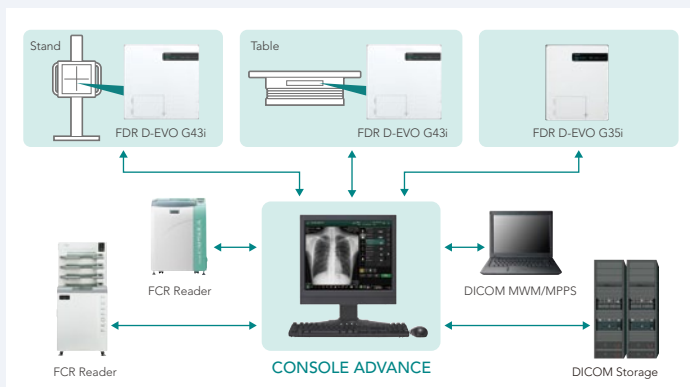 Stand
FDR D-EVO G43i
Table
FDR D-EVO G43i
FDR D-EVO G35i
FCR Reader
DICOM MWM/MPPS
FCR Reader
CONSOLE ADVANCE
DICOM Storage